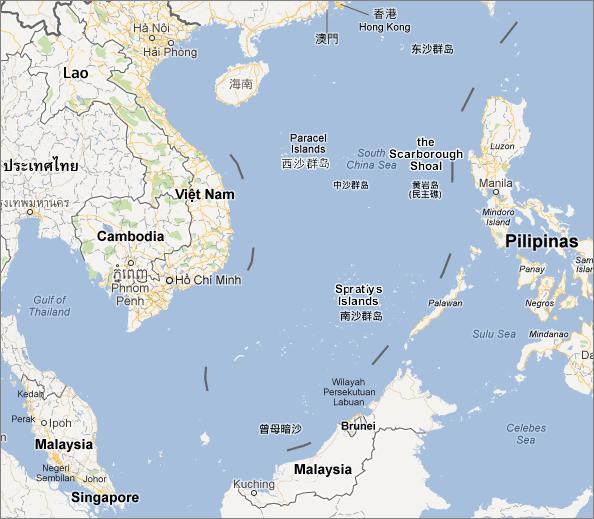 香港
Hong Kong
澳門
Hà Nội
Hải Phòng
东沙群岛
Lao
海南
Luzon
Paracel
Islands
西沙群岛
South
China Sea
the
Scarborough
Shoal
黄岩岛
(民主礁)
中沙群岛
ประเทศไทย
Việt Nam
Manila
กรุงเทพมหานคร
Mindoro
Island
Cambodia
Pilipinas
ភ្នំពេញ
Phnom
Penh
Hồ Chí Minh
Panay
Sam
Island
Gulf of
Thailand
Spratlys
Islands
南沙群岛
Palawan
Negros
Sulu Sea
Mindanao
Da
Wilayah
Persekutuan
Labuan
Kedah
Perak
Ipoh
曾母暗沙
Brunei
Celebes
Sea
Malaysia
Negeri
Sembilan
Johor
Malaysia
Kuching
Singapore